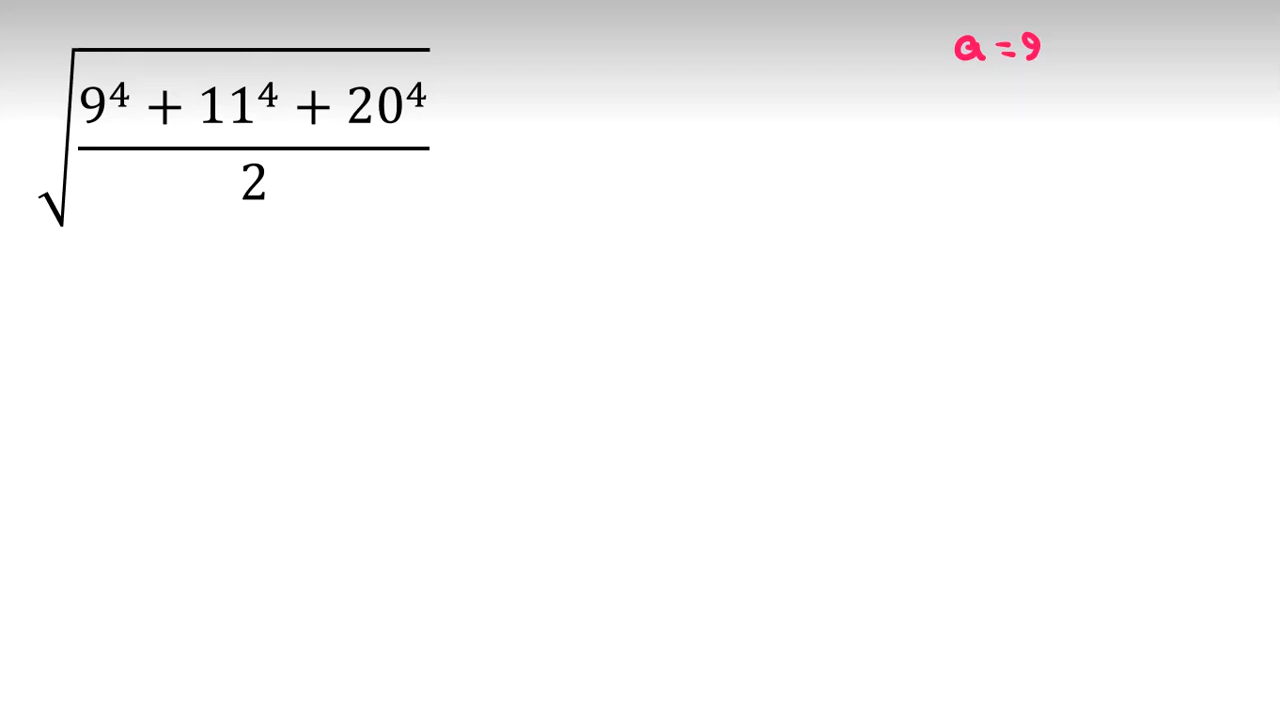 a = 9
√((9⁴ + 11⁴ + 20⁴)/2)